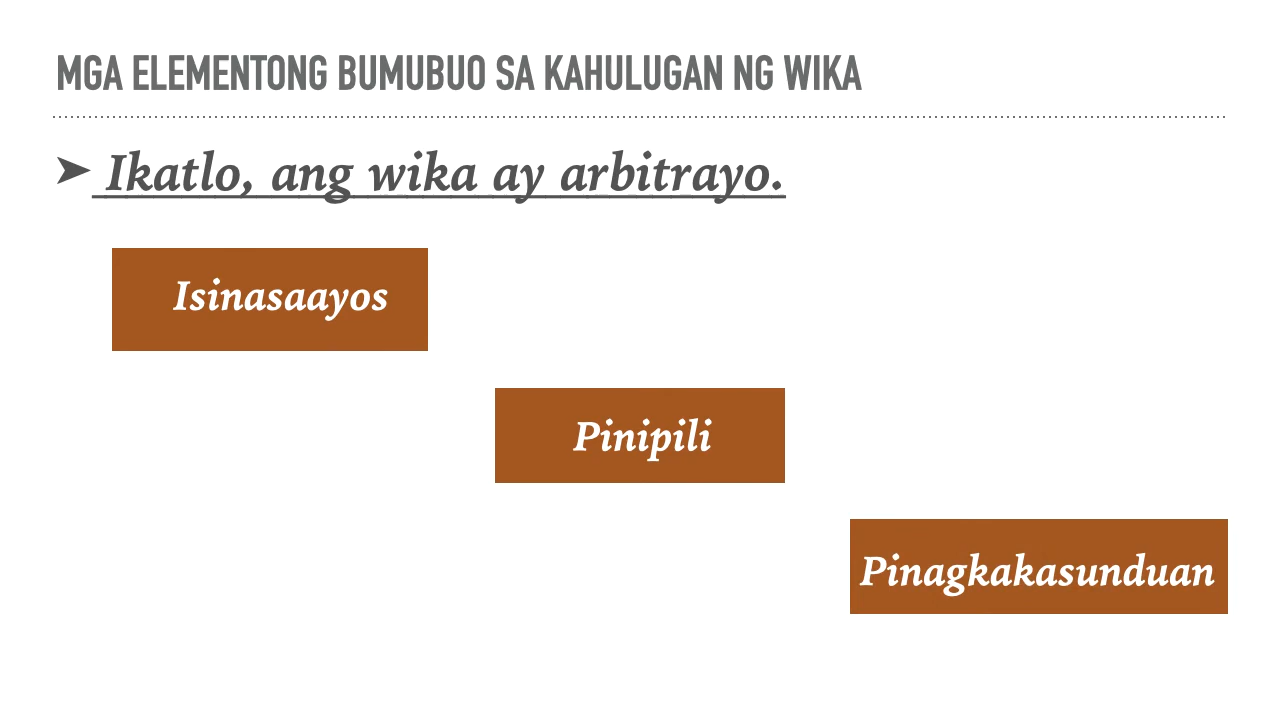 MGA ELEMENTONG BUMUBUO SA KAHULUGAN NG WIKA
➤ Ikatlo, ang wika ay arbitrayo.
Isinasaayos
Pinipili
Pinagkakasunduan